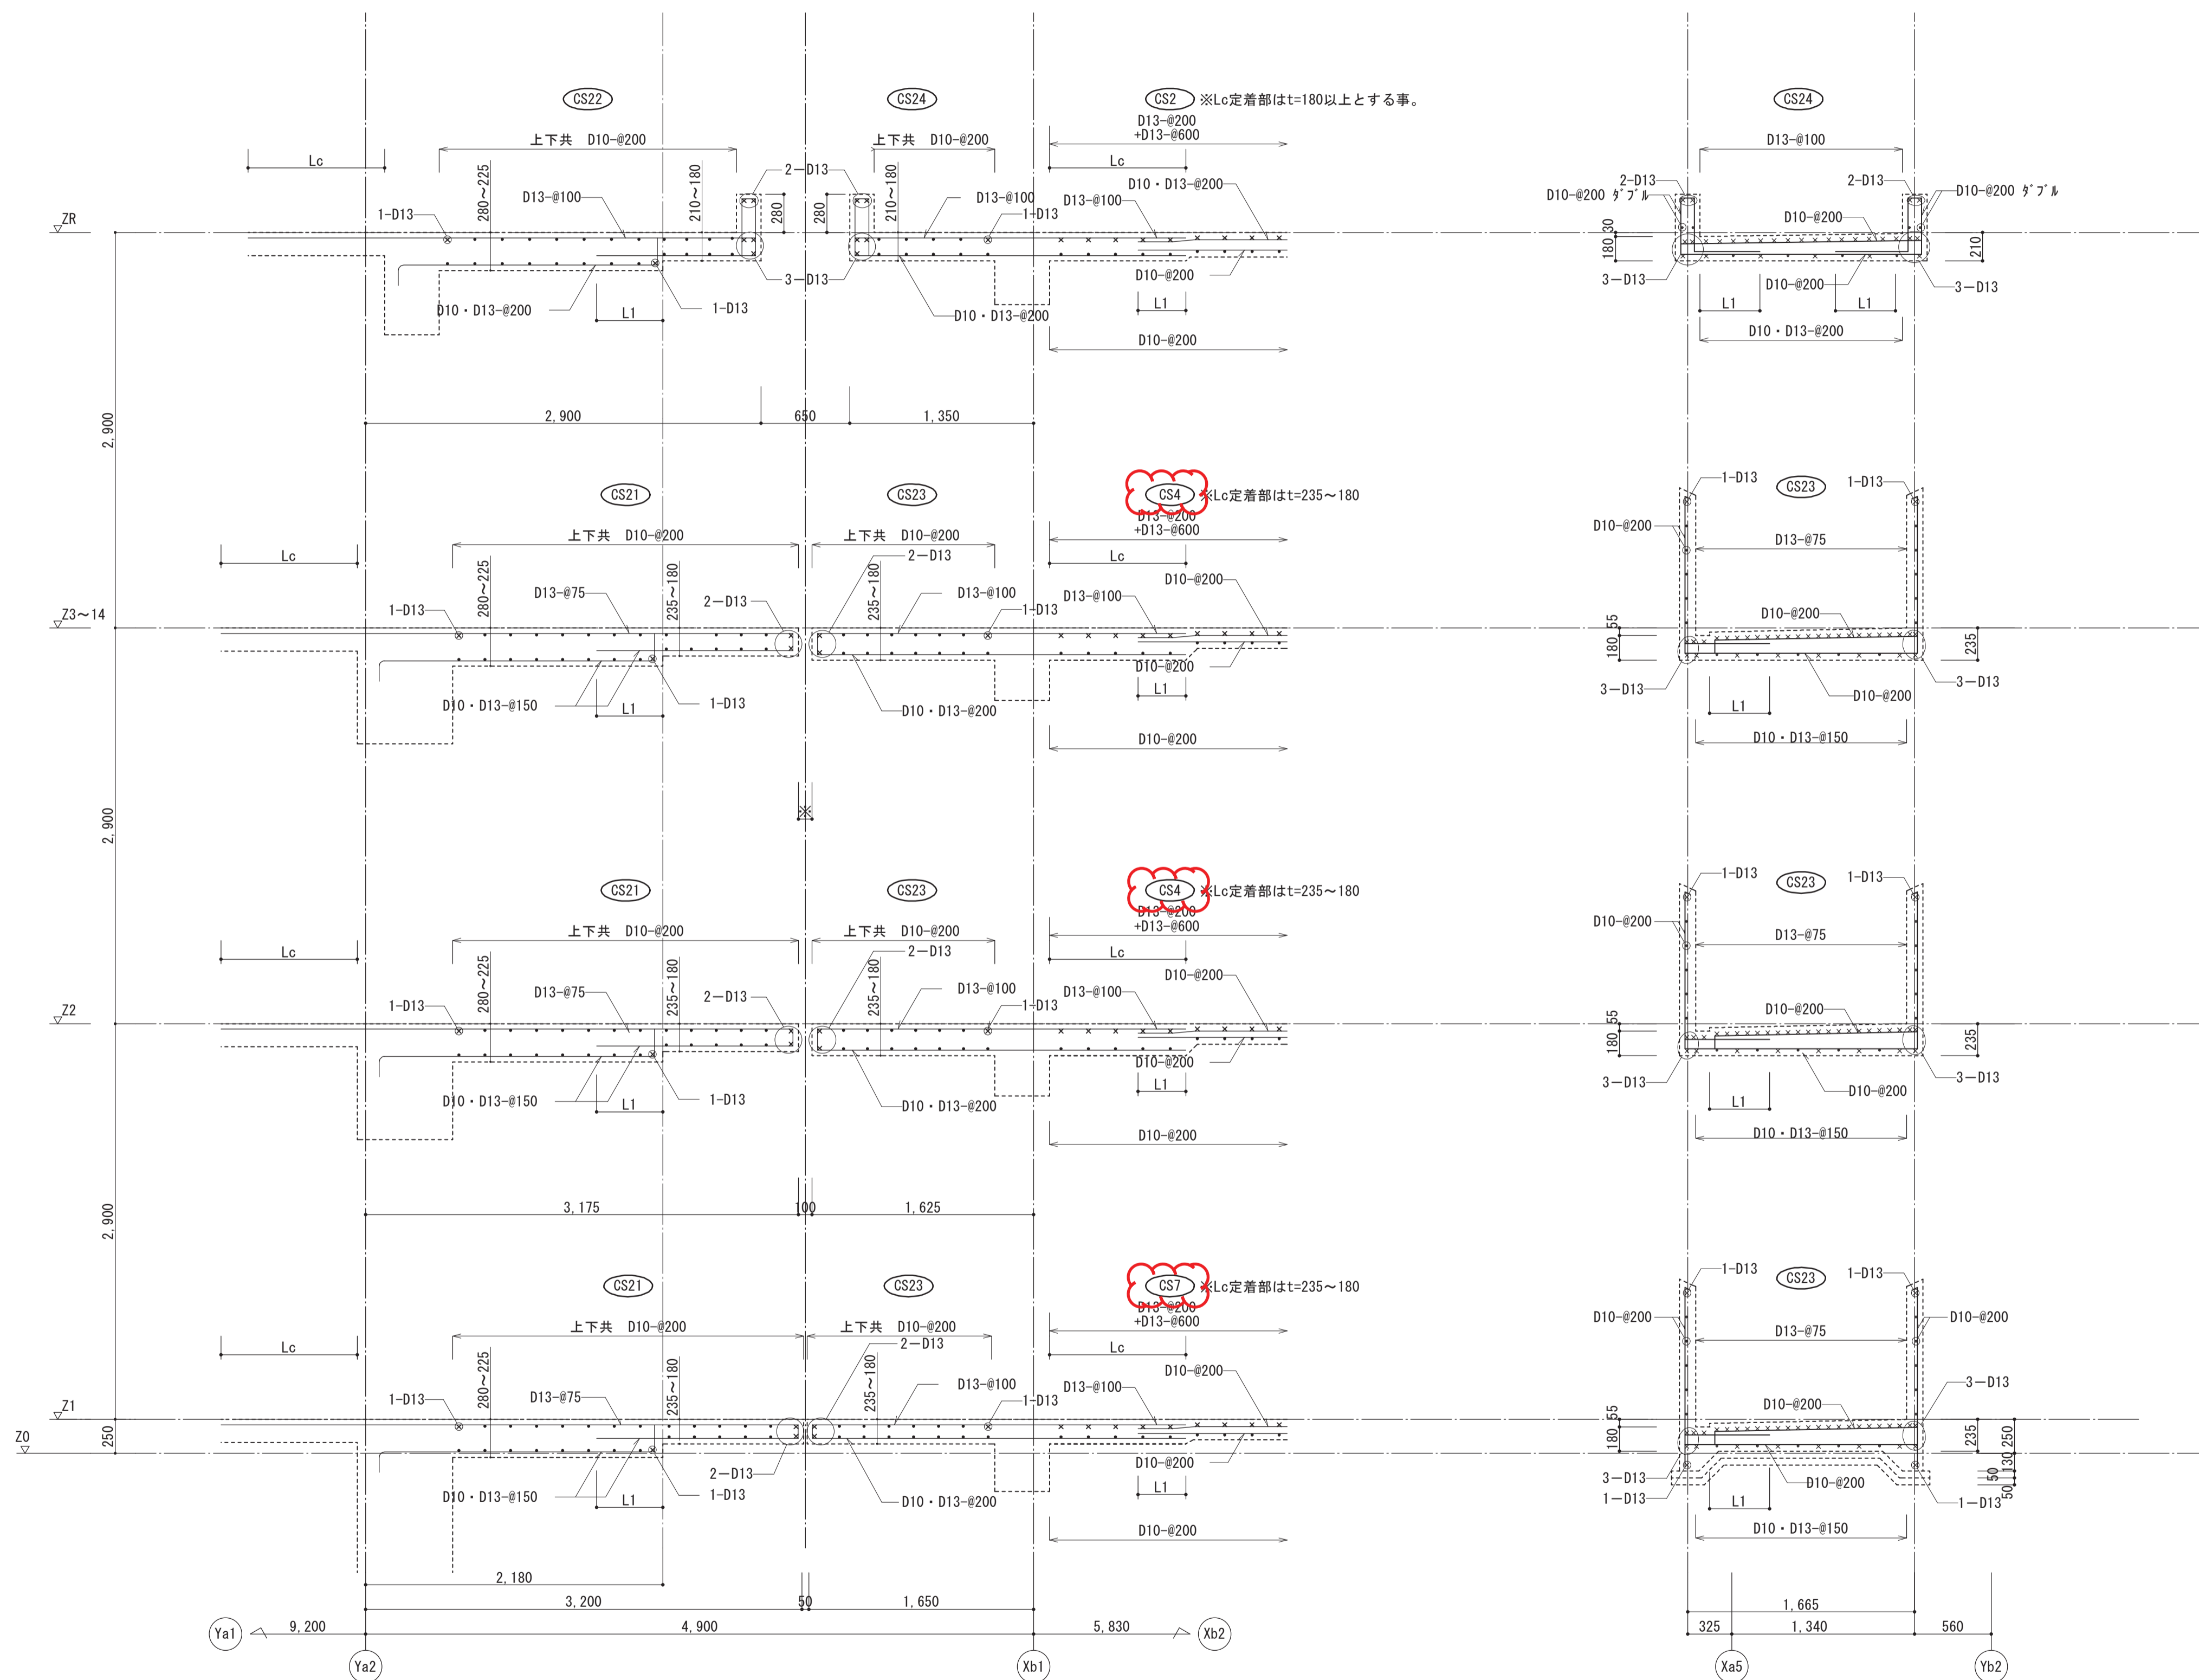 CS22
CS24
CS2 ※Lc定着部はt=180以上とする事。
CS24
D13-@200
+D13-@600
上下共 D10-@200
上下共 D10-@200
D13-@100
Lc
Lc
280~225
D13-@100
210~180
2-D13
280
280
210~180
D13-@100
D13-@100
D10・D13-@200
1-D13
1-D13
2-D13
2-D13
D10-@200 ダブル
D10-@200 ダブル
D10-@200
ZR
180
30
210
3-D13
D10-@200
D10-@200
3-D13
3-D13
D10・D13-@200
L1
1-D13
D10・D13-@200
L1
L1
L1
D10-@200
D10・D13-@200
2,900
2,900
650
1,350
CS21
CS23
CS4 ※Lc定着部はt=235~180
CS23
1-D13
1-D13
D13-@200
+D13-@600
上下共 D10-@200
上下共 D10-@200
D10-@200
D13-@75
Lc
2-D13
Lc
280~225
D13-@75
235~180
2-D13
235~180
D13-@100
D13-@100
D10-@200
1-D13
1-D13
D10-@200
Z3~14
180
55
235
D10-@200
3-D13
D10-@200
3-D13
D10・D13-@150
L1
1-D13
D10・D13-@200
L1
L1
D10-@200
D10・D13-@150
2,900
※
CS21
CS23
CS4 ※Lc定着部はt=235~180
CS23
1-D13
1-D13
D13-@200
+D13-@600
上下共 D10-@200
上下共 D10-@200
D10-@200
D13-@75
Lc
2-D13
Lc
280~225
D13-@75
235~180
2-D13
235~180
D13-@100
D13-@100
D10-@200
1-D13
1-D13
D10-@200
Z2
180
55
235
D10-@200
3-D13
D10-@200
3-D13
D10・D13-@150
L1
1-D13
D10・D13-@200
L1
L1
D10-@200
D10・D13-@150
2,900
3,175
100
1,625
CS21
CS23
CS7 ※Lc定着部はt=235~180
CS23
1-D13
1-D13
D13-@200
+D13-@600
上下共 D10-@200
上下共 D10-@200
D10-@200
D13-@75
D10-@200
Lc
2-D13
Lc
280~225
D13-@75
235~180
235~180
D13-@100
D13-@100
D10-@200
1-D13
1-D13
3-D13
D10-@200
Z1
Z0
250
180
55
235
250
130
50
50
D10-@200
2-D13
3-D13
D10-@200
1-D13
1-D13
D10・D13-@150
L1
1-D13
D10・D13-@200
L1
L1
D10-@200
D10・D13-@150
2,180
3,200
50
1,650
1,665
Ya1
9,200
4,900
5,830
Xb2
325
1,340
560
Ya2
Xb1
Xa5
Yb2